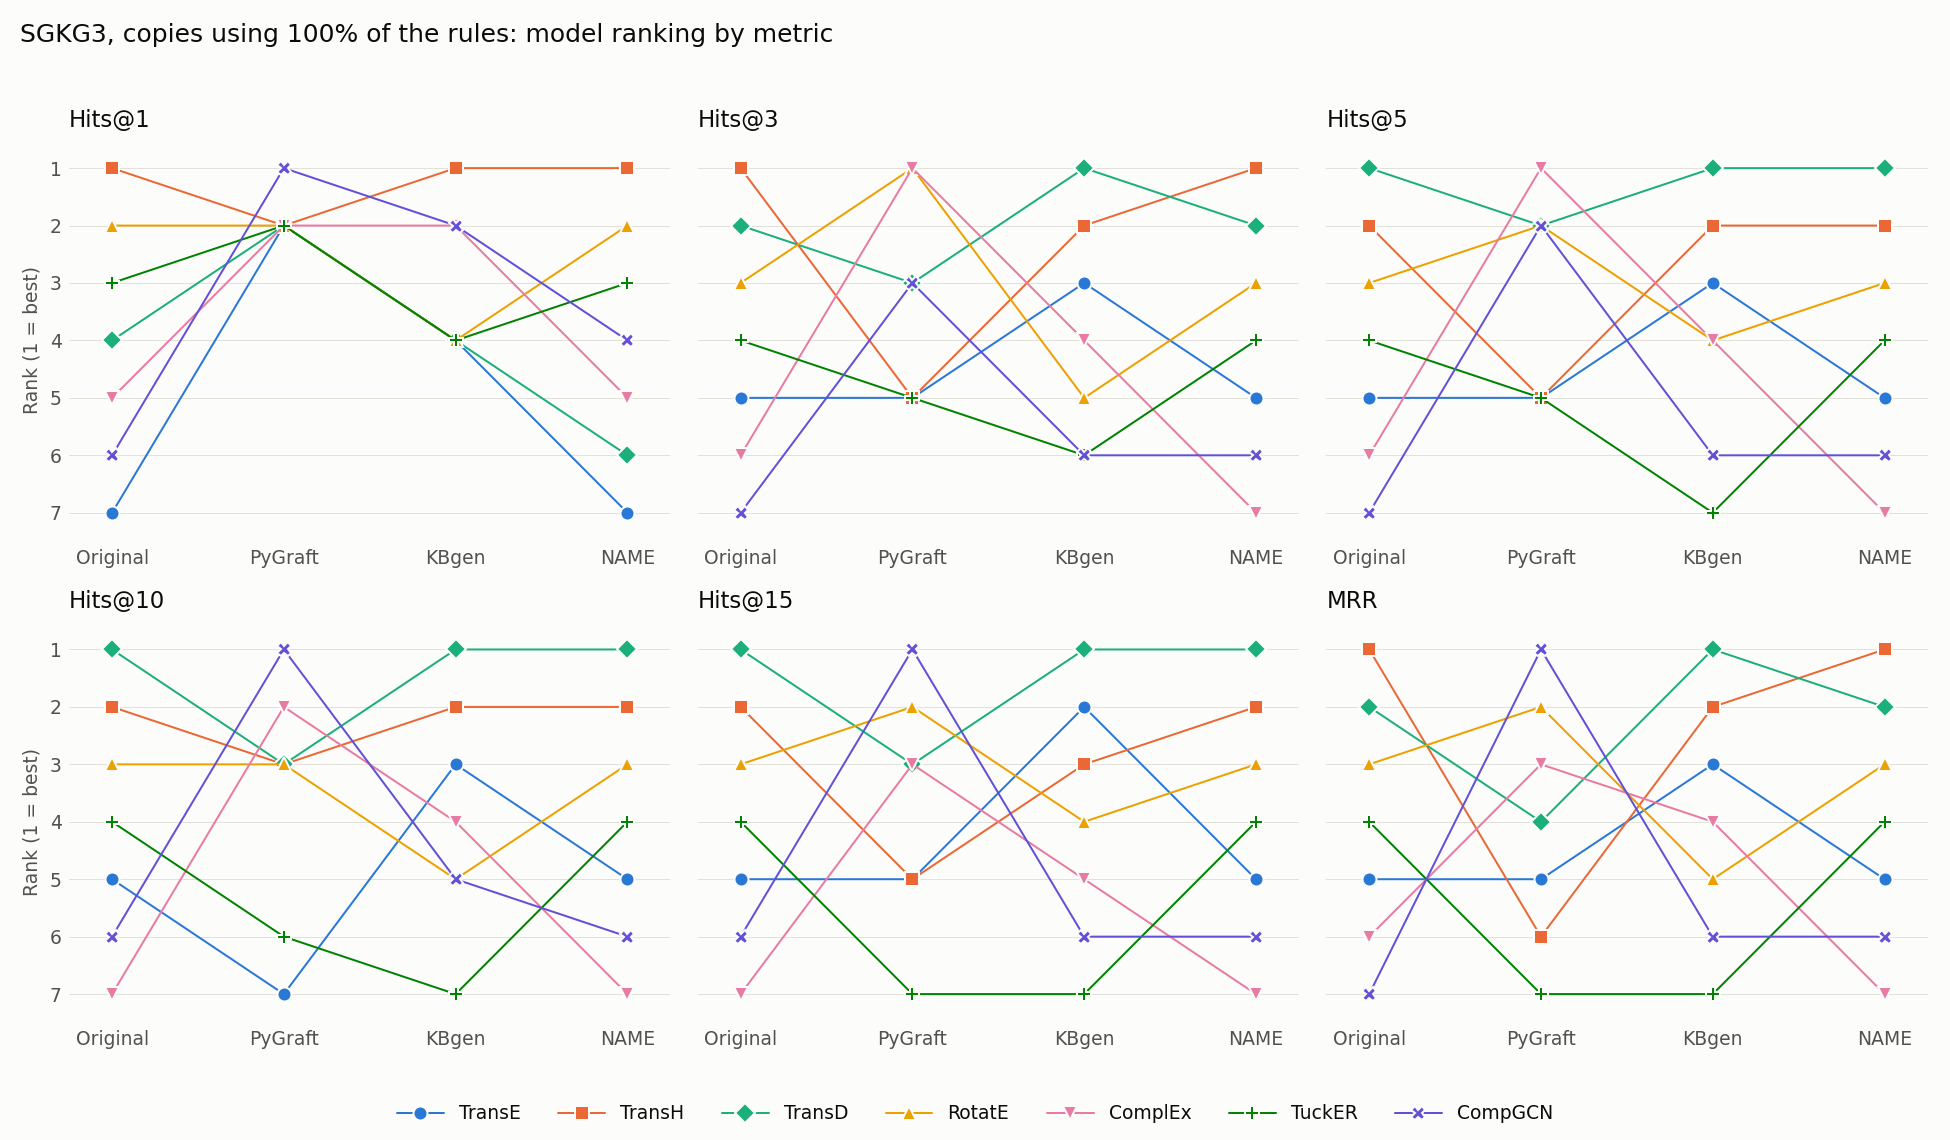 SGKG3, copies using 100% of the rules: model ranking by metric
Hits@1
Hits@3
Hits@5
Rank (1 = best)
1
2
3
4
5
6
7
Original PyGraft KBgen NAME
Original PyGraft KBgen NAME
Original PyGraft KBgen NAME
Hits@10
Hits@15
MRR
Rank (1 = best)
1
2
3
4
5
6
7
Original PyGraft KBgen NAME
Original PyGraft KBgen NAME
Original PyGraft KBgen NAME
TransE TransH TransD RotatE ComplEx TuckER CompGCN